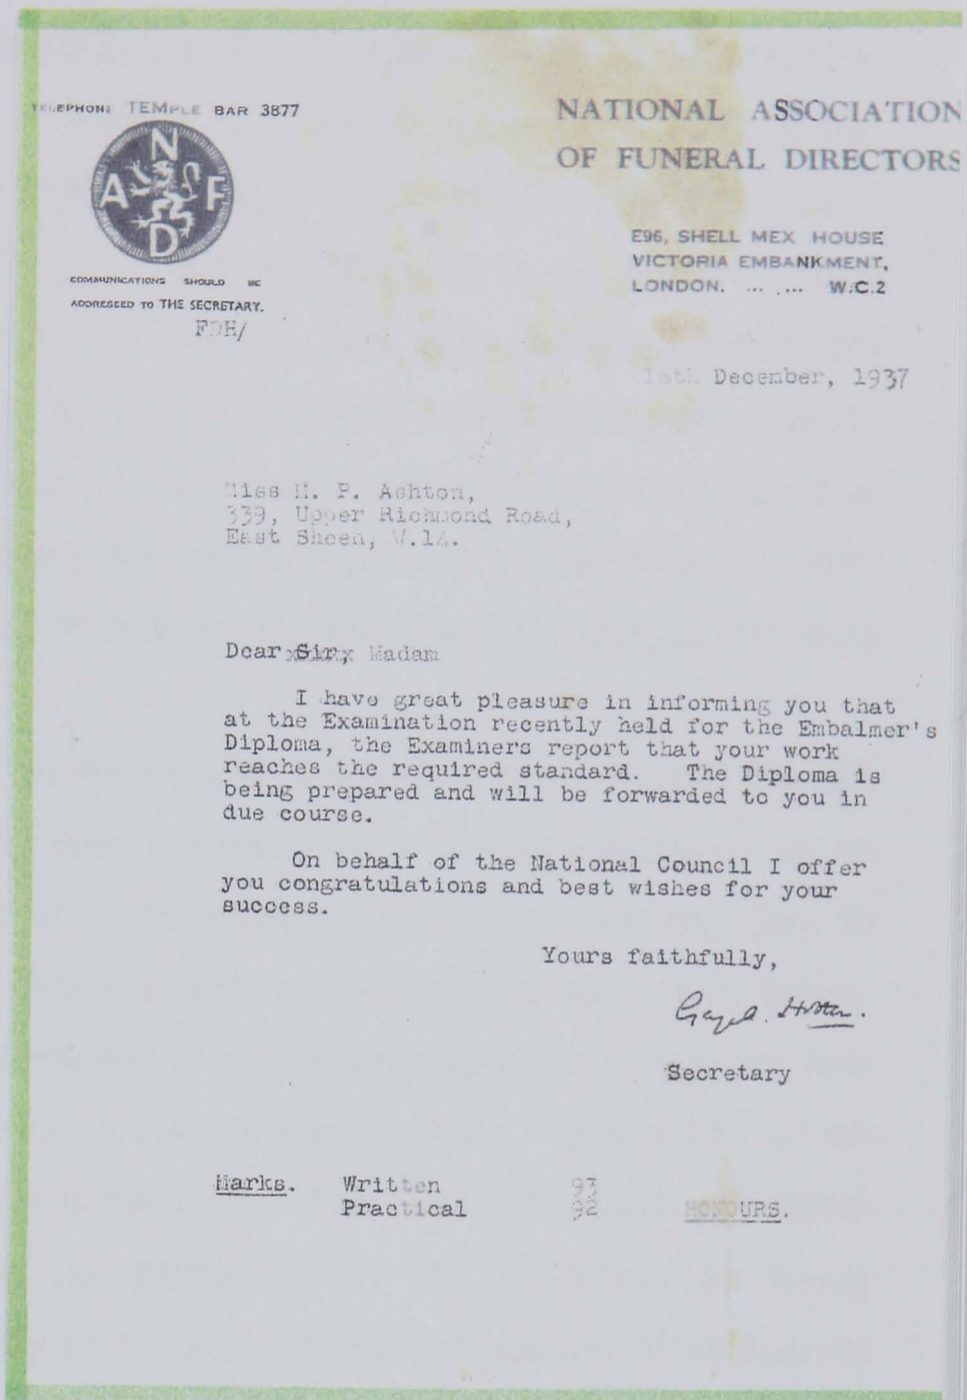 TELEPHONE TEMPLE BAR 3877
NATIONAL ASSOCIATION
OF FUNERAL DIRECTORS
N
A F
D
E96, SHELL MEX HOUSE
VICTORIA EMBANKMENT,
LONDON. ... .... W.C.2
COMMUNICATIONS SHOULD BE
ADDRESSED TO THE SECRETARY.
FDH/
December, 1937
Miss M. P. Ashton,
339, Upper Richmond Road,
East Sheen, W.14.
Dear Sir, Madam
I have great pleasure in informing you that
at the Examination recently held for the Embalmer's
Diploma, the Examiners report that your work
reaches the required standard. The Diploma is
being prepared and will be forwarded to you in
due course.
On behalf of the National Council I offer
you congratulations and best wishes for your
success.
Yours faithfully,
Secretary
Marks. Written 93
Practical 92 HONOURS.